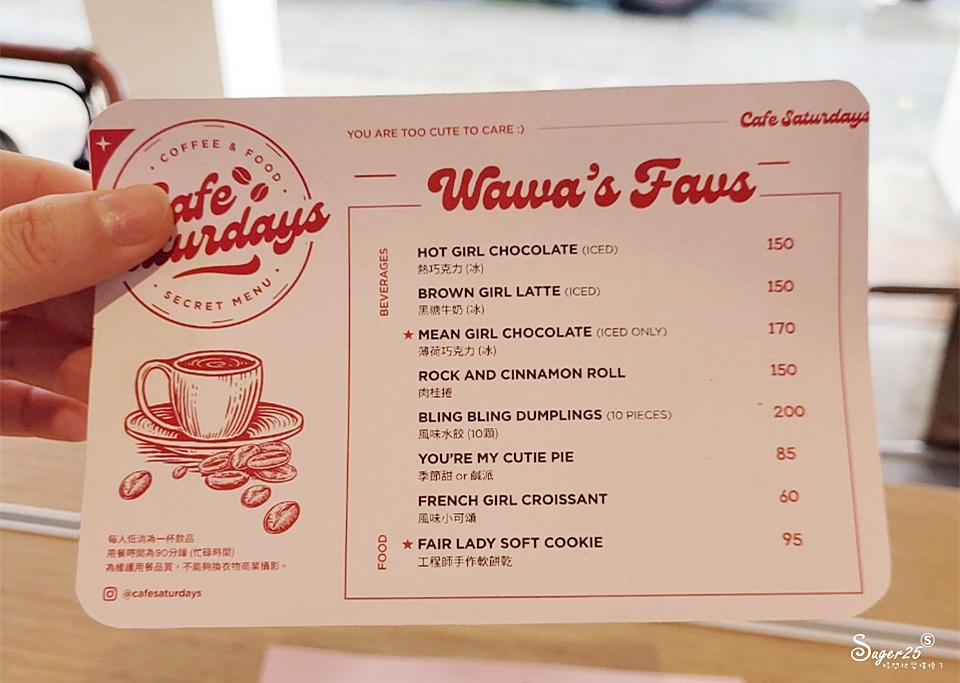 YOU ARE TOO CUTE TO CARE :)
Cafe Saturdays
COFFEE & FOOD
Cafe
Saturdays
SECRET MENU
Wawa's Favs
BEVERAGES
HOT GIRL CHOCOLATE (ICED) 150
熱巧克力 (冰)
BROWN GIRL LATTE (ICED) 150
黑糖牛奶 (冰)
★ MEAN GIRL CHOCOLATE (ICED ONLY) 170
薄荷巧克力 (冰)
ROCK AND CINNAMON ROLL 150
肉桂捲
BLING BLING DUMPLINGS (10 PIECES) 200
風味水餃 (10顆)
YOU'RE MY CUTIE PIE 85
季節甜 or 鹹派
FRENCH GIRL CROISSANT 60
風味小可頌
FOOD
★ FAIR LADY SOFT COOKIE 95
工程師手作軟餅乾
每人低消為一杯飲品
用餐時間為90分鐘 (忙碌時間)
為維護用餐品質，不能夠換衣物商業攝影。
@cafesaturdays
Suger25 S